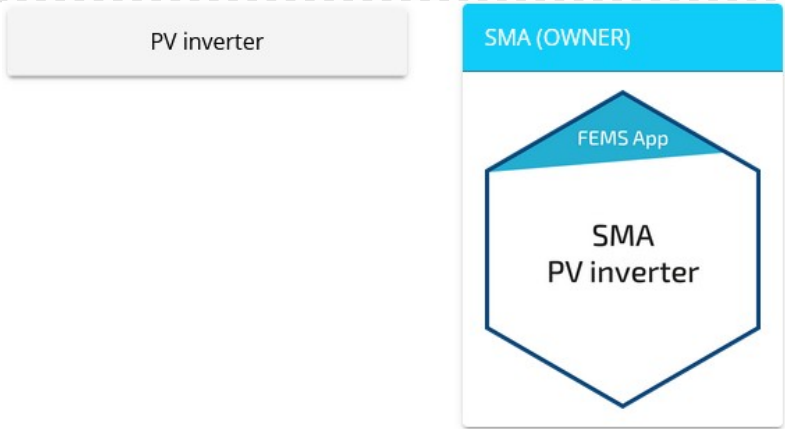 PV inverter
SMA (OWNER)
FEMS App
SMA
PV inverter